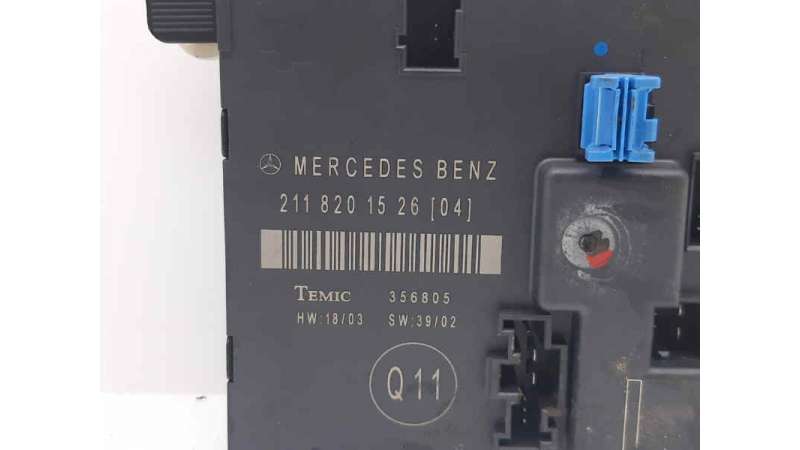 MERCEDES BENZ
211 820 15 26 [04]
TEMIC 356805
HW:18/03 SW:39/02
Q11